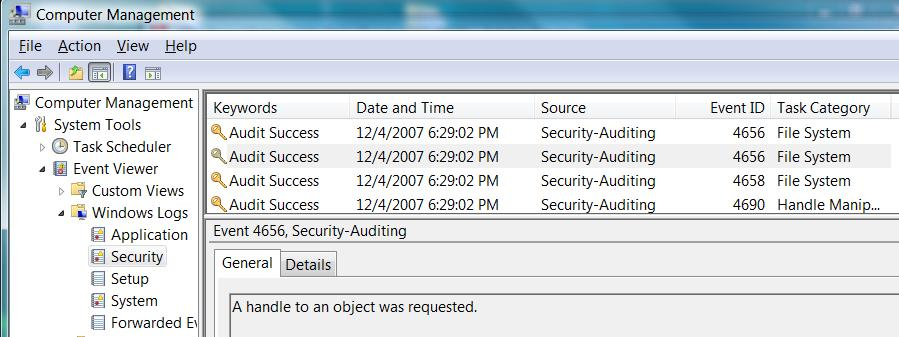 Computer Management
File Action View Help
Computer Management
System Tools
Task Scheduler
Event Viewer
Custom Views
Windows Logs
Application
Security
Setup
System
Forwarded Ev
Keywords Date and Time Source Event ID Task Category
Audit Success 12/4/2007 6:29:02 PM Security-Auditing 4656 File System
Audit Success 12/4/2007 6:29:02 PM Security-Auditing 4656 File System
Audit Success 12/4/2007 6:29:02 PM Security-Auditing 4658 File System
Audit Success 12/4/2007 6:29:02 PM Security-Auditing 4690 Handle Manip...
Event 4656, Security-Auditing
General Details
A handle to an object was requested.